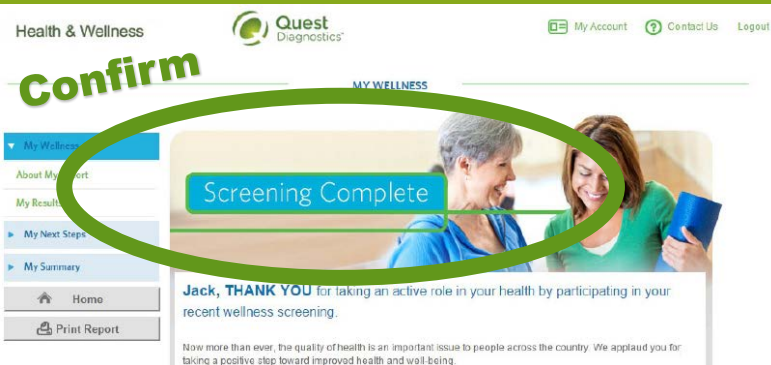 Health & Wellness
Quest
Diagnostics™
My Account
? Contact Us
Logout
Confirm
MY WELLNESS
My Wellness
About My Report
My Results
My Next Steps
My Summary
Home
Print Report
Screening Complete
Jack, THANK YOU for taking an active role in your health by participating in your
recent wellness screening.
Now more than ever, the quality of health is an important issue to people across the country. We applaud you for
taking a positive step toward improved health and well-being.